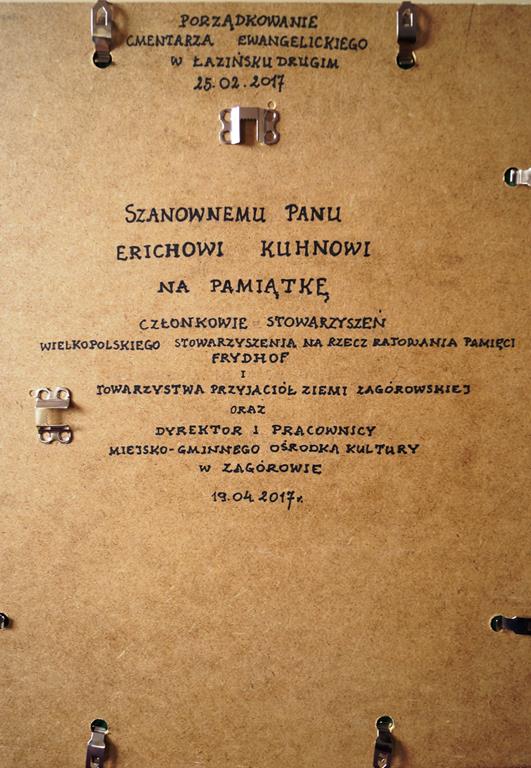 PORZĄDKOWANIE
CMENTARZA EWANGELICKIEGO
W ŁAZIŃSKU DRUGIM
25.02.2017
SZANOWNEMU PANU
ERICHOWI KUHNOWI
NA PAMIĄTKĘ
CZŁONKOWIE STOWARZYSZEŃ
WIELKOPOLSKIEGO STOWARZYSZENIA NA RZECZ RATOWANIA PAMIĘCI
FRYDHOF
I
TOWARZYSTWA PRZYJACIÓŁ ZIEMI ZAGÓROWSKIEJ
ORAZ
DYREKTOR I PRACOWNICY
MIEJSKO-GMINNEGO OŚRODKA KULTURY
W ZAGÓROWIE
19.04.2017r.